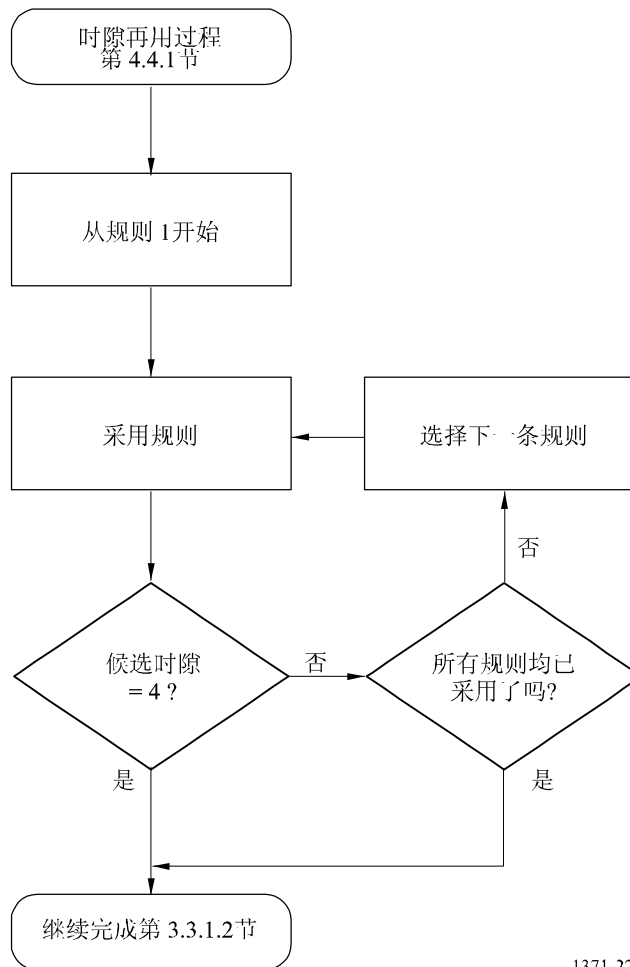 时隙再用过程
第 4.4.1节
从规则 1开始
采用规则
选择下一条规则
否
候选时隙
= 4 ?
否
所有规则均已
采用了吗?
是
是
继续完成第 3.3.1.2节
1371-22